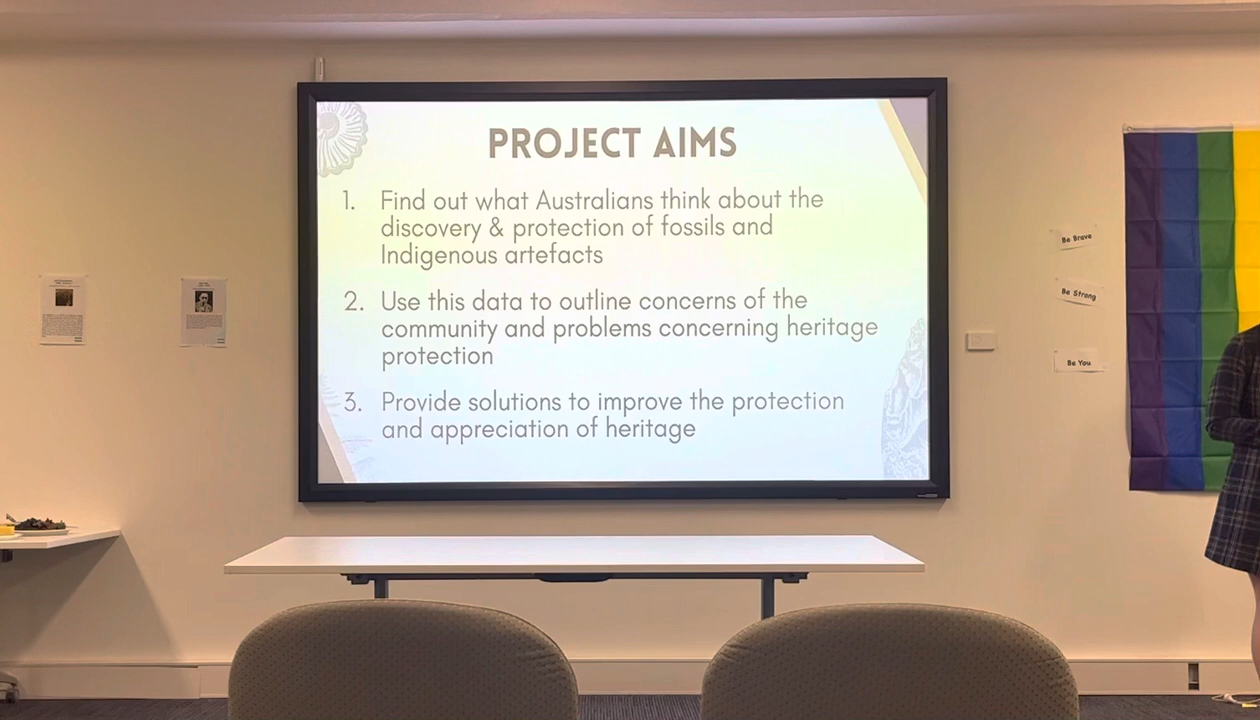 PROJECT AIMS
1. Find out what Australians think about the
discovery & protection of fossils and
Indigenous artefacts
2. Use this data to outline concerns of the
community and problems concerning heritage
protection
3. Provide solutions to improve the protection
and appreciation of heritage
Be Brave
Be Strong
Be You